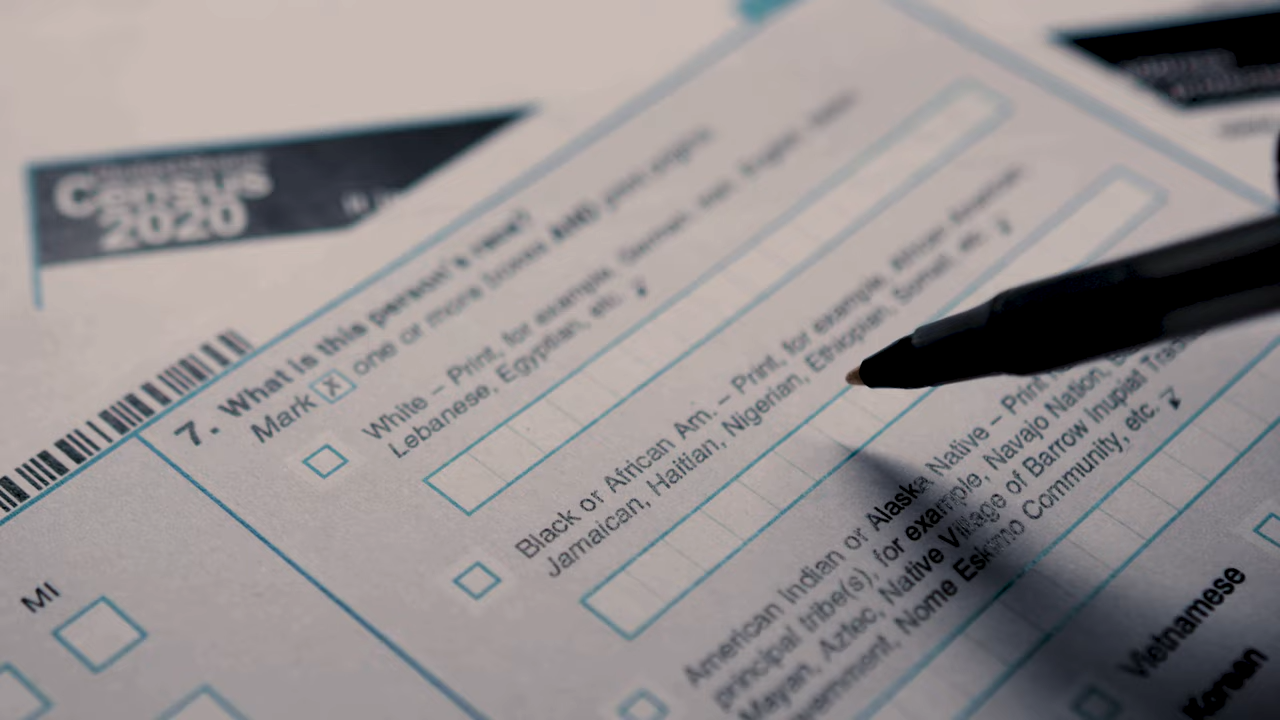 Census
2020
7. What is this person's race?
Mark X one or more boxes AND print origins.
White – Print, for example, German, Irish, English, Italian,
Lebanese, Egyptian, etc.
Black or African Am. – Print, for example, African American,
Jamaican, Haitian, Nigerian, Ethiopian, Somali, etc.
American Indian or Alaska Native – Print
principal tribe(s), for example, Navajo Nation,
Mayan, Aztec, Native Village of Barrow Inupiat
Nome Eskimo Community, etc.
MI
Vietnamese
Korean